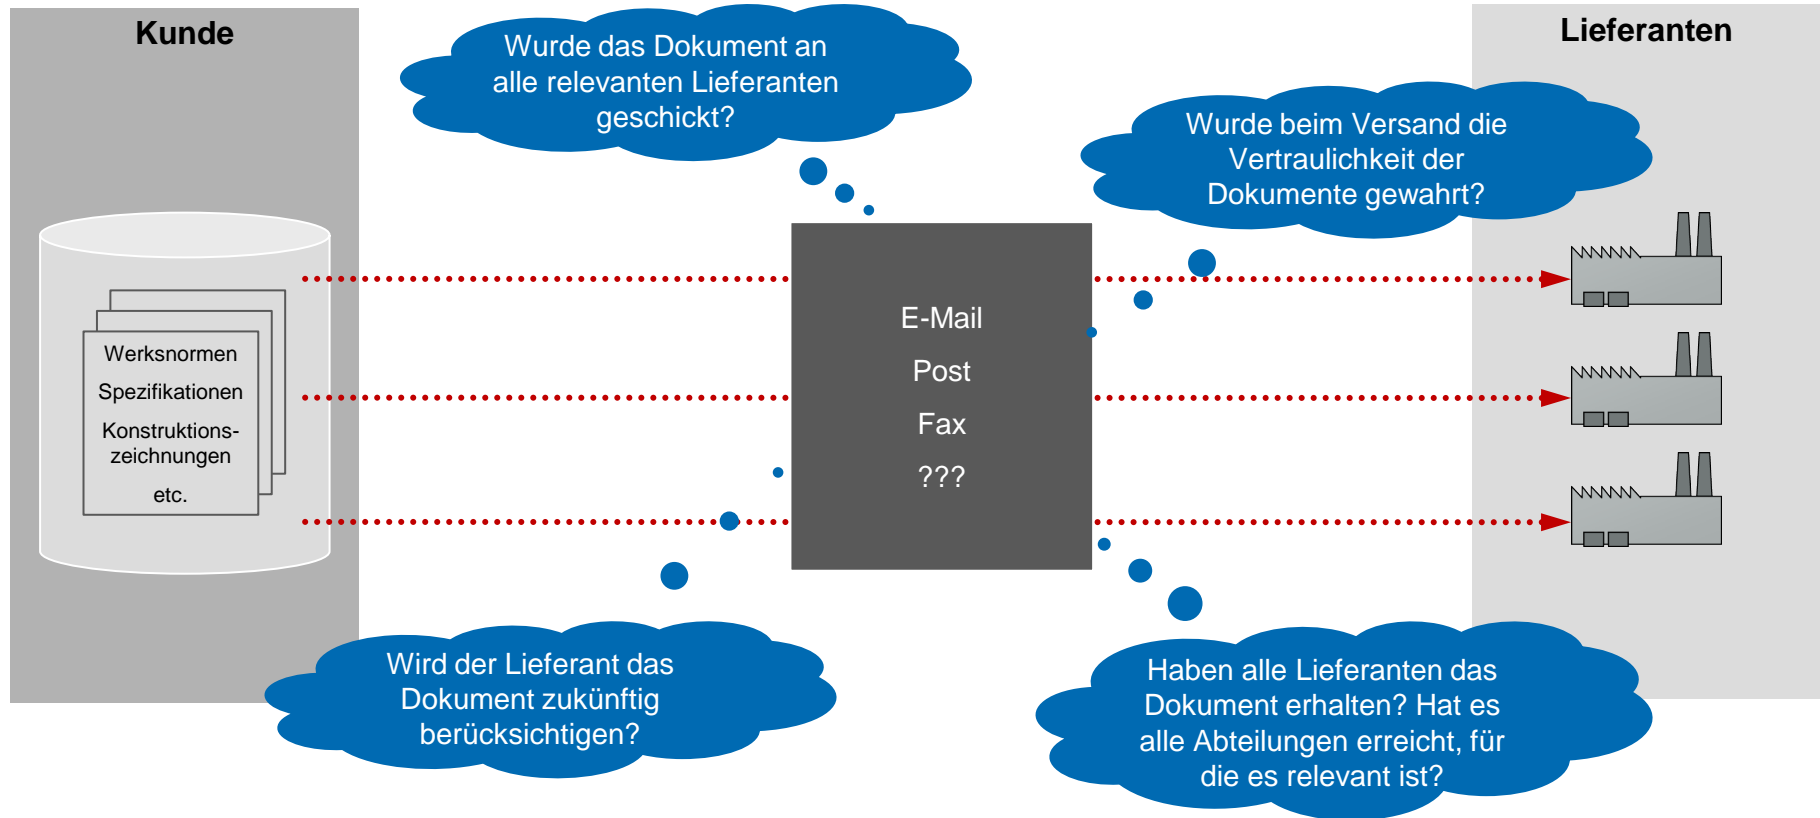 Kunde
Wurde das Dokument an
alle relevanten Lieferanten
geschickt?
Lieferanten
Wurde beim Versand die
Vertraulichkeit der
Dokumente gewahrt?
Werksnormen
Spezifikationen
Konstruktions-
zeichnungen
etc.
E-Mail
Post
Fax
???
Wird der Lieferant das
Dokument zukünftig
berücksichtigen?
Haben alle Lieferanten das
Dokument erhalten? Hat es
alle Abteilungen erreicht, für
die es relevant ist?